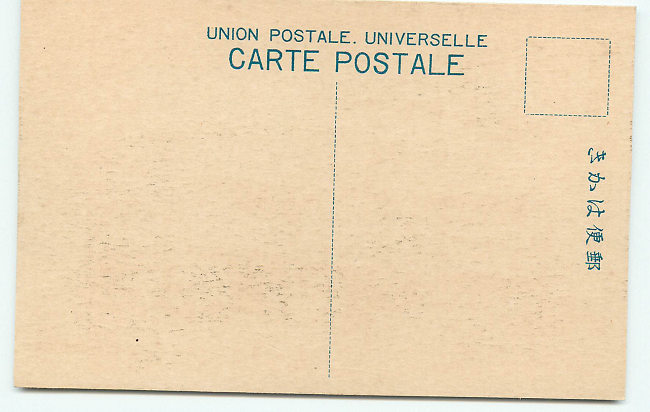 UNION POSTALE. UNIVERSELLE
CARTE POSTALE
きかは便郵